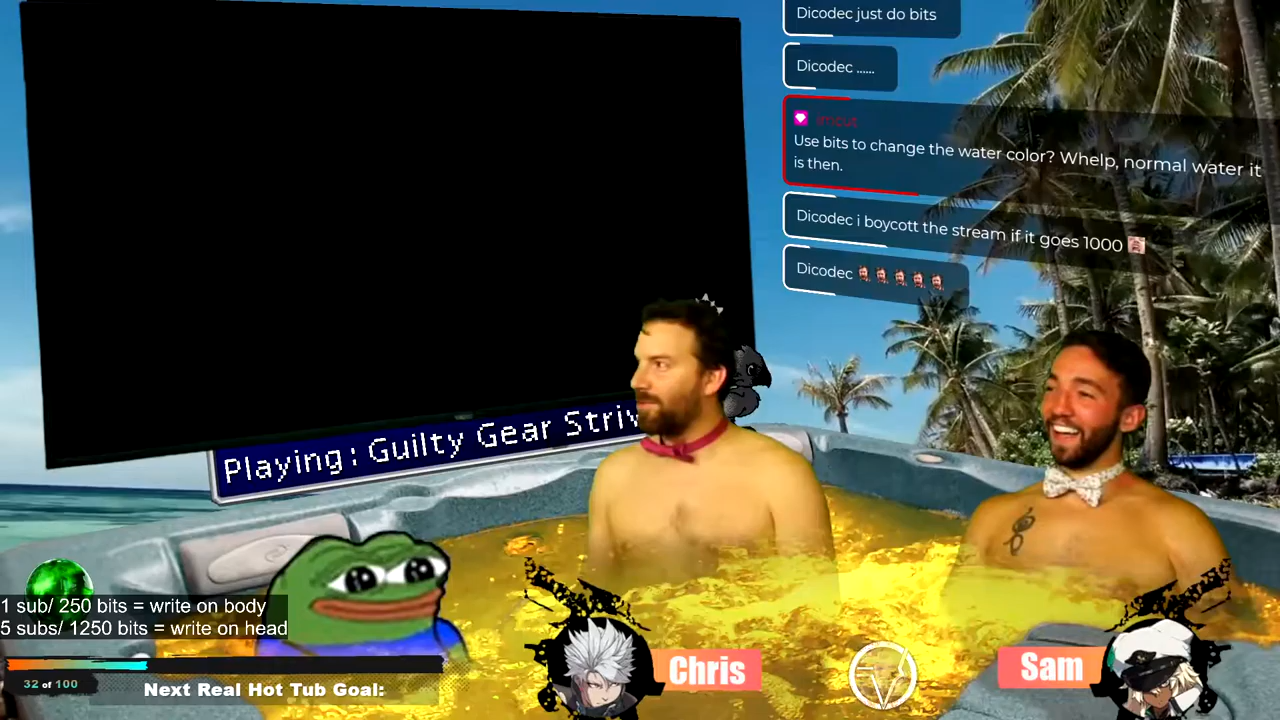 Dicodec just do bits
Dicodec ......
imcut
Use bits to change the water color? Whelp, normal water it
is then.
Dicodec i boycott the stream if it goes 1000
Dicodec
Playing: Guilty Gear Striv
1 sub/ 250 bits = write on body
5 subs/ 1250 bits = write on head
32 of 100
Next Real Hot Tub Goal:
Chris
Sam